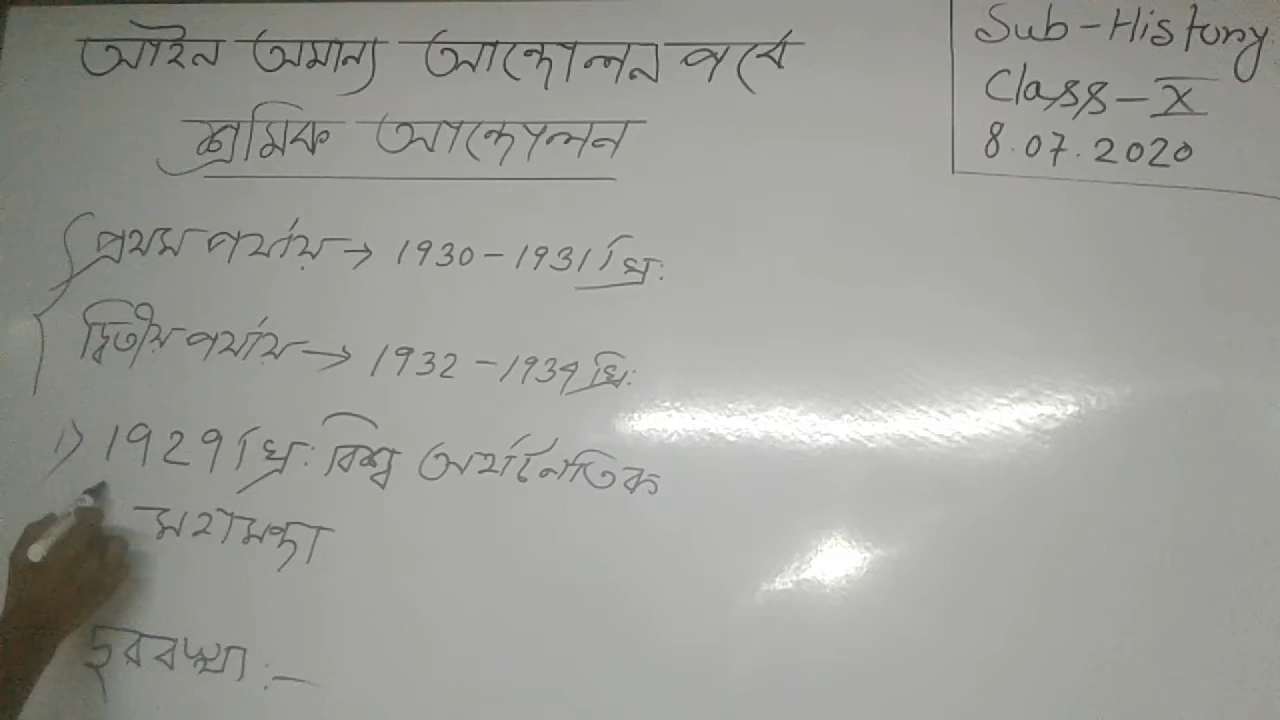 আইন অমান্য আন্দোলন পর্বে
শ্রমিক আন্দোলন
Sub-History
Class-X
8.07.2020
প্রথম পর্যায় → 1930-1931 খ্রি:
দ্বিতীয় পর্যায় → 1932-1934 খ্রি:
1) 1929 খ্রি: বিশ্ব অর্থনৈতিক
মহামন্দা
দুরবস্থা :-